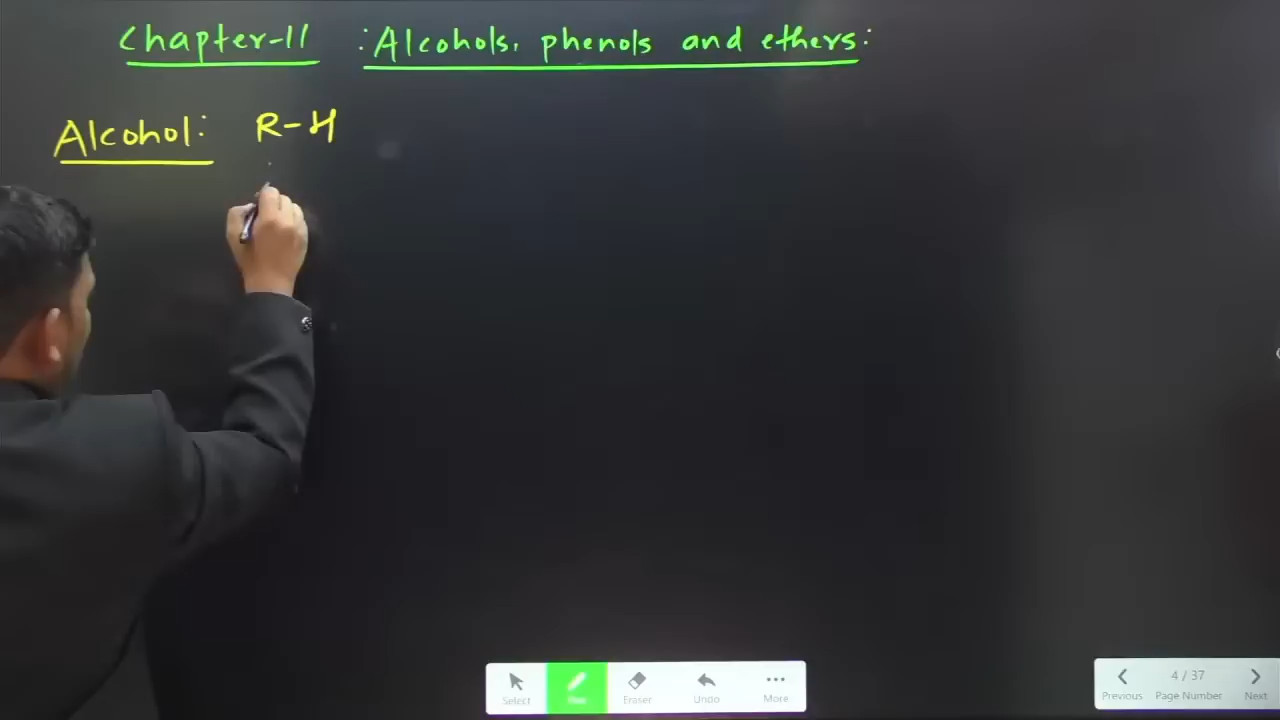 Chapter-11 :Alcohols, phenols and ethers:
Alcohol: R-H
Select
Pen
Eraser
Undo
More
4 / 37
Previous
Page Number
Next